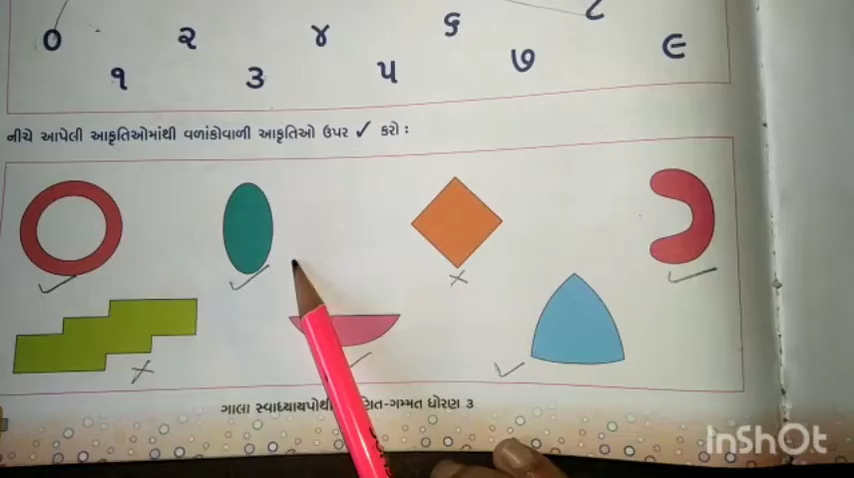 ૦ ૨ ૪ ૬ ૮
૧ ૩ ૫ ૭ ૯
નીચે આપેલી આકૃતિઓમાંથી વળાંકોવાળી આકૃતિઓ ઉપર ✓ કરો :
ગાલા સ્વાધ્યાયપોથી ગમ્મત ધોરણ 3
InShOt